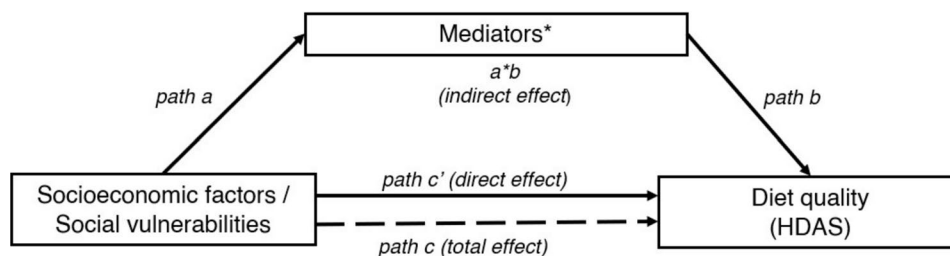 Mediators*
a*b
(indirect effect)
path a
path b
Socioeconomic factors /
Social vulnerabilities
path c' (direct effect)
path c (total effect)
Diet quality
(HDAS)